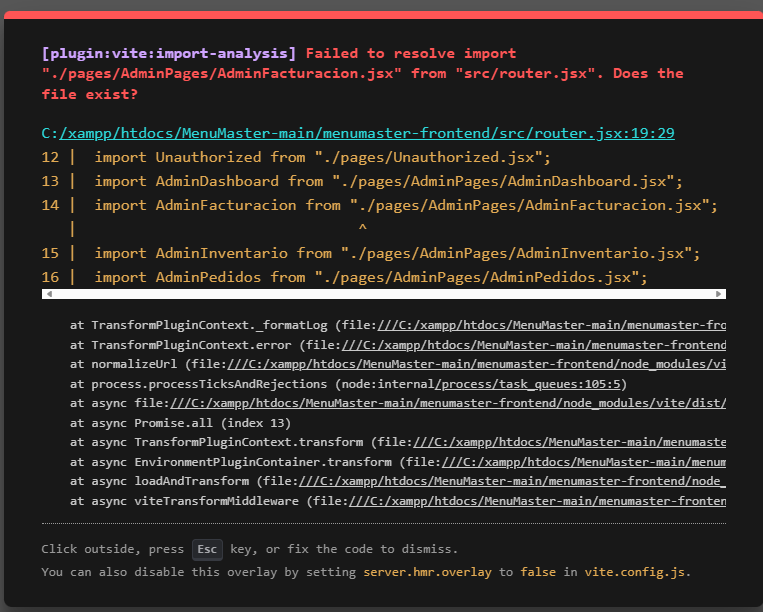 [plugin:vite:import-analysis] Failed to resolve import
"./pages/AdminPages/AdminFacturacion.jsx" from "src/router.jsx". Does the
file exist?
C:/xampp/htdocs/MenuMaster-main/menumaster-frontend/src/router.jsx:19:29
12 |  import Unauthorized from "./pages/Unauthorized.jsx";
13 |  import AdminDashboard from "./pages/AdminPages/AdminDashboard.jsx";
14 |  import AdminFacturacion from "./pages/AdminPages/AdminFacturacion.jsx";
   |                               ^
15 |  import AdminInventario from "./pages/AdminPages/AdminInventario.jsx";
16 |  import AdminPedidos from "./pages/AdminPages/AdminPedidos.jsx";
at TransformPluginContext._formatLog (file:///C:/xampp/htdocs/MenuMaster-main/menumaster-fro
at TransformPluginContext.error (file:///C:/xampp/htdocs/MenuMaster-main/menumaster-frontend
at normalizeUrl (file:///C:/xampp/htdocs/MenuMaster-main/menumaster-frontend/node_modules/vi
at process.processTicksAndRejections (node:internal/process/task_queues:105:5)
at async file:///C:/xampp/htdocs/MenuMaster-main/menumaster-frontend/node_modules/vite/dist/
at async Promise.all (index 13)
at async TransformPluginContext.transform (file:///C:/xampp/htdocs/MenuMaster-main/menumaste
at async EnvironmentPluginContainer.transform (file:///C:/xampp/htdocs/MenuMaster-main/menum
at async loadAndTransform (file:///C:/xampp/htdocs/MenuMaster-main/menumaster-frontend/node_
at async viteTransformMiddleware (file:///C:/xampp/htdocs/MenuMaster-main/menumaster-fronten
Click outside, press Esc key, or fix the code to dismiss.
You can also disable this overlay by setting server.hmr.overlay to false in vite.config.js.